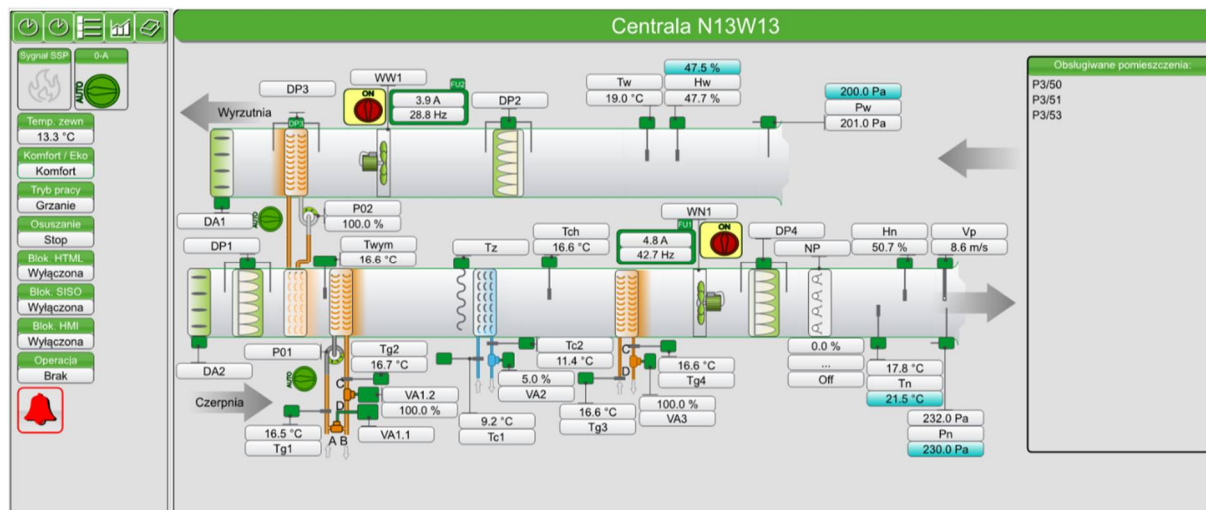 Centrala N13W13
Sygnał SSP
0-A
AUTO
Temp. zewn
13.3 °C
Komfort / Eko
Komfort
Tryb pracy
Grzanie
Osuszanie
Stop
Blok. HTML
Wyłączona
Blok. SISO
Wyłączona
Blok. HMI
Wyłączona
Operacja
Brak
Obsługiwane pomieszczenia:
P3/50
P3/51
P3/53
Wyrzutnia
DP3
DP3
WW1
ON
FU2
3.9 A
28.8 Hz
DP2
Tw
19.0 °C
47.5 %
Hw
47.7 %
200.0 Pa
Pw
201.0 Pa
DA1
AUTO
P02
100.0 %
DP1
Twym
16.6 °C
Tz
Tch
16.6 °C
FU1
4.8 A
42.7 Hz
WN1
ON
DP4
NP
Hn
50.7 %
Vp
8.6 m/s
DA2
Czerpnia
P01
AUTO
Tg2
16.7 °C
C
D
VA1.2
100.0 %
VA1.1
A B
16.5 °C
Tg1
Tc2
11.4 °C
5.0 %
VA2
9.2 °C
Tc1
C
D
16.6 °C
Tg4
100.0 %
VA3
16.6 °C
Tg3
0.0 %
...
Off
17.8 °C
Tn
21.5 °C
232.0 Pa
Pn
230.0 Pa